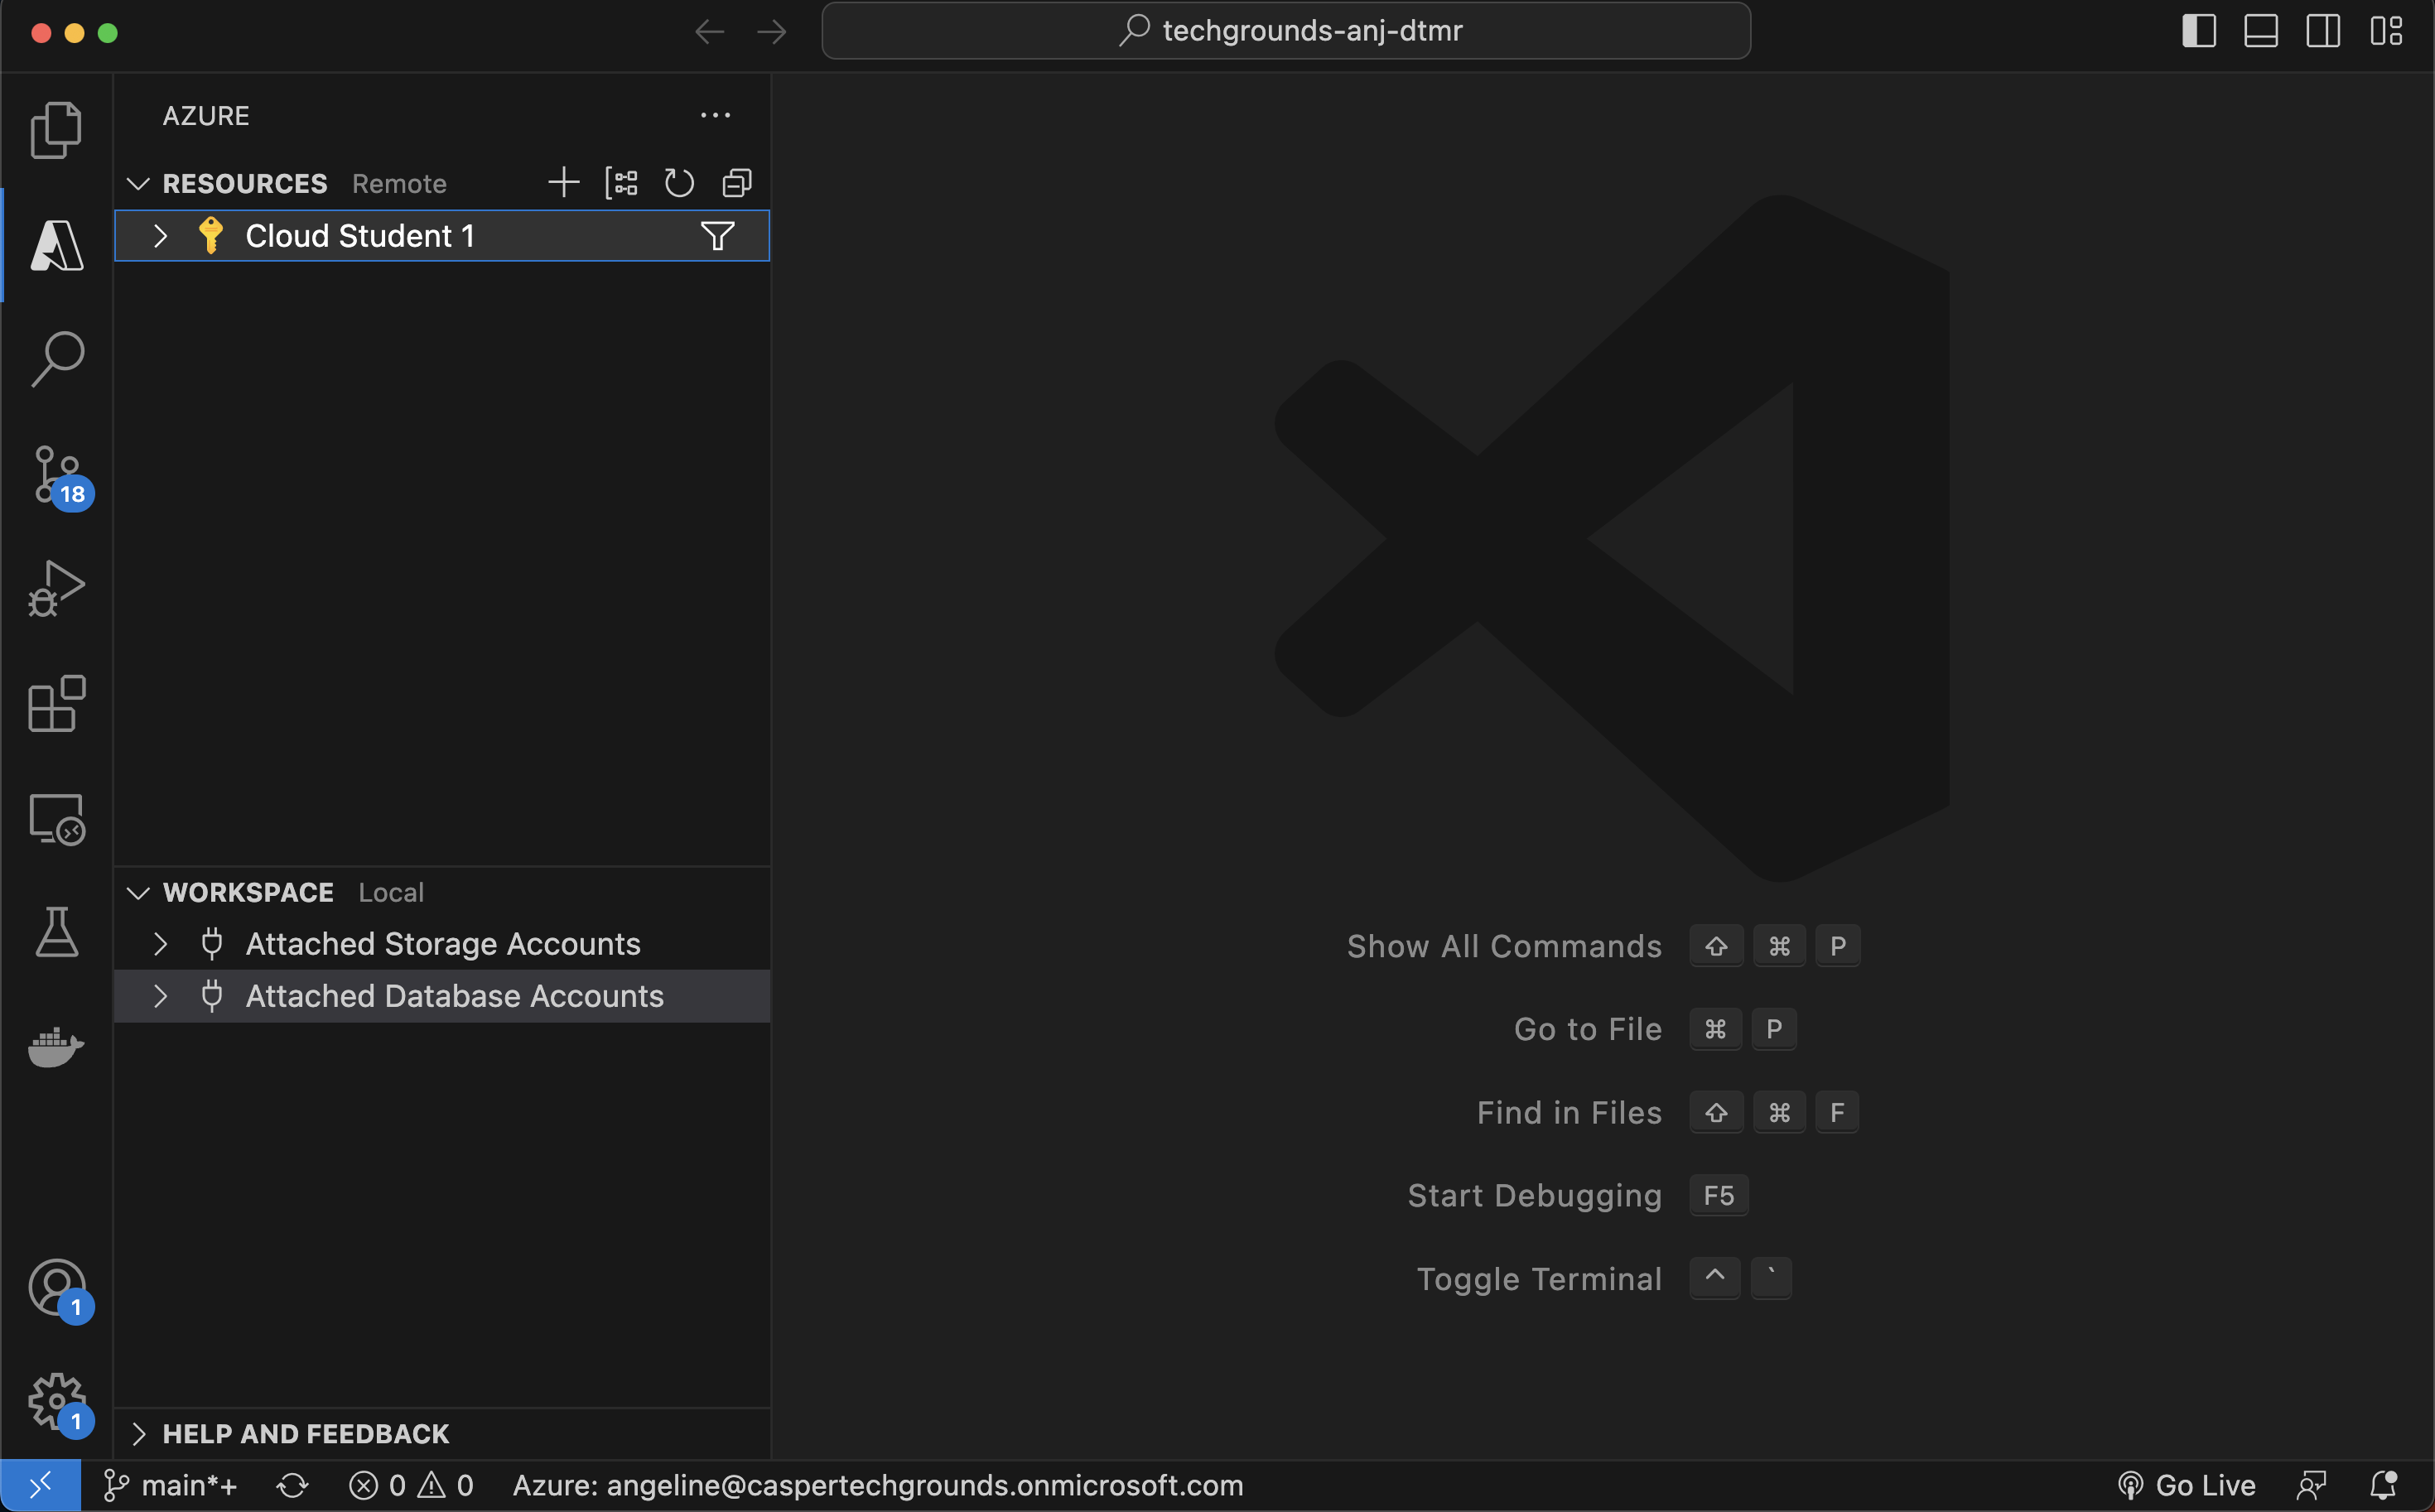 techgrounds-anj-dtmr
AZURE
RESOURCES Remote
Cloud Student 1
18
WORKSPACE Local
Attached Storage Accounts
Attached Database Accounts
Show All Commands ⇧ ⌘ P
Go to File ⌘ P
Find in Files ⇧ ⌘ F
Start Debugging F5
Toggle Terminal ^ `
1
1
HELP AND FEEDBACK
main*+ 0 0 Azure: angeline@caspertechgrounds.onmicrosoft.com Go Live